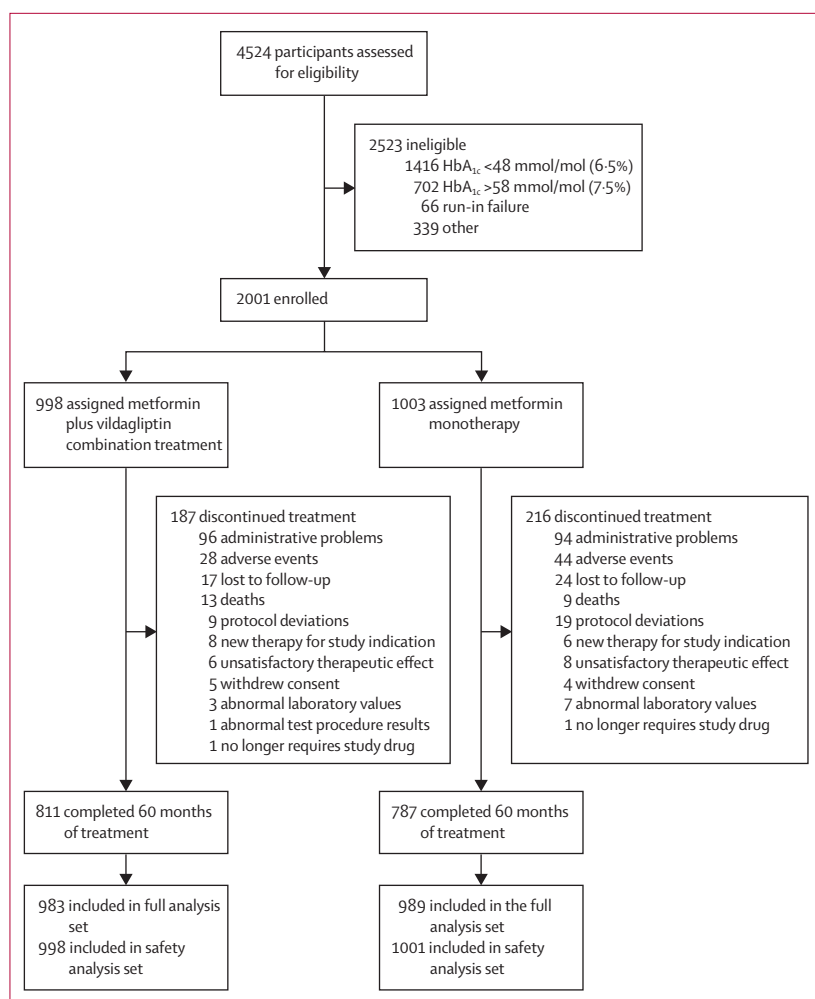 4524 participants assessed
for eligibility
2523 ineligible
1416 HbA1c <48 mmol/mol (6·5%)
702 HbA1c >58 mmol/mol (7·5%)
66 run-in failure
339 other
2001 enrolled
998 assigned metformin
plus vildagliptin
combination treatment
1003 assigned metformin
monotherapy
187 discontinued treatment
96 administrative problems
28 adverse events
17 lost to follow-up
13 deaths
9 protocol deviations
8 new therapy for study indication
6 unsatisfactory therapeutic effect
5 withdrew consent
3 abnormal laboratory values
1 abnormal test procedure results
1 no longer requires study drug
216 discontinued treatment
94 administrative problems
44 adverse events
24 lost to follow-up
9 deaths
19 protocol deviations
6 new therapy for study indication
8 unsatisfactory therapeutic effect
4 withdrew consent
7 abnormal laboratory values
1 no longer requires study drug
811 completed 60 months
of treatment
787 completed 60 months
of treatment
983 included in full analysis
set
998 included in safety
analysis set
989 included in the full
analysis set
1001 included in safety
analysis set